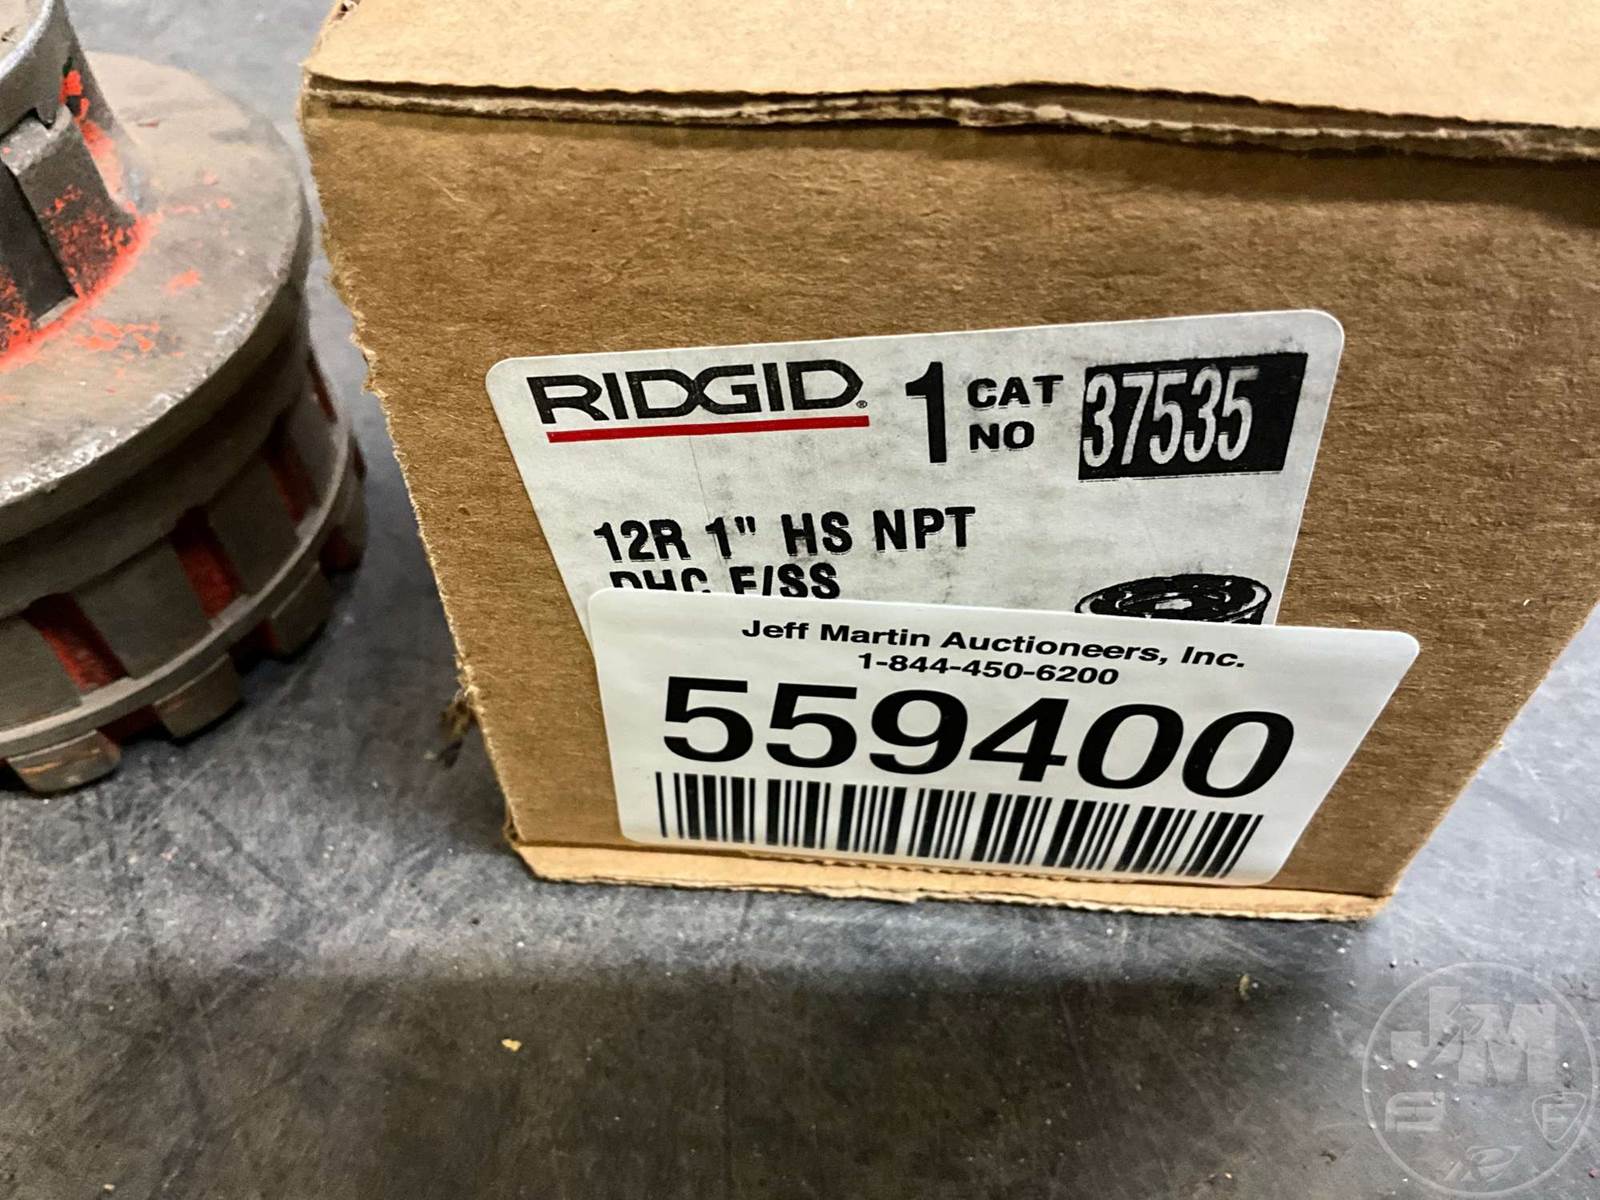 RIDGID® 1 CAT NO 37535
12R 1" HS NPT
DHC F/SS
Jeff Martin Auctioneers, Inc.
1-844-450-6200
559400
JM